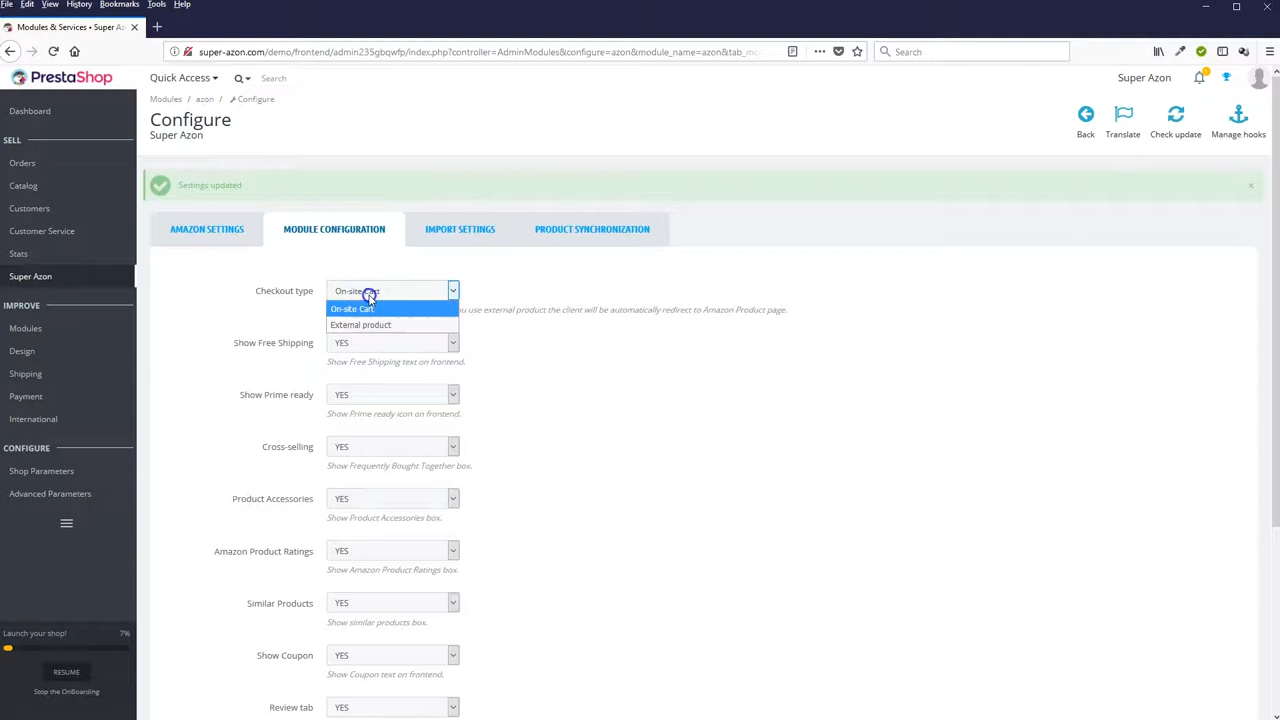 File Edit View History Bookmarks Tools Help
Modules & Services • Super Az
super-azon.com/demo/frontend/admin235gbqwfp/index.php?controller=AdminModules&configure=azon&module_name=azon&tab_mo
Search
PrestaShop
Quick Access
Search
Super Azon
1
Modules azon Configure
Configure
Super Azon
Back
Translate
Check update
Manage hooks
Dashboard
SELL
Orders
Catalog
Customers
Customer Service
Stats
Super Azon
IMPROVE
Modules
Design
Shipping
Payment
International
CONFIGURE
Shop Parameters
Advanced Parameters
Launch your shop! 7%
RESUME
Stop the OnBoarding
Settings updated
×
AMAZON SETTINGS
MODULE CONFIGURATION
IMPORT SETTINGS
PRODUCT SYNCHRONIZATION
Checkout type
On-site Cart
On-site Cart
External product
use external product the client will be automatically redirect to Amazon Product page.
Show Free Shipping
YES
Show Free Shipping text on frontend.
Show Prime ready
YES
Show Prime ready icon on frontend.
Cross-selling
YES
Show Frequently Bought Together box.
Product Accessories
YES
Show Product Accessories box.
Amazon Product Ratings
YES
Show Amazon Product Ratings box.
Similar Products
YES
Show similar products box.
Show Coupon
YES
Show Coupon text on frontend.
Review tab
YES